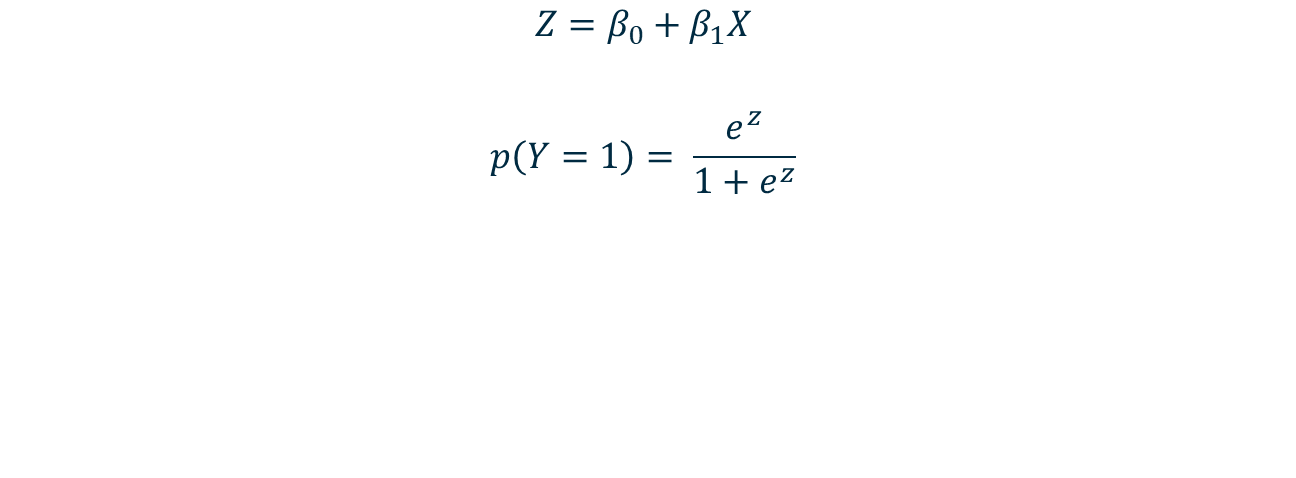 Z = β₀ + β₁X
p(Y = 1) = e^z / (1 + e^z)